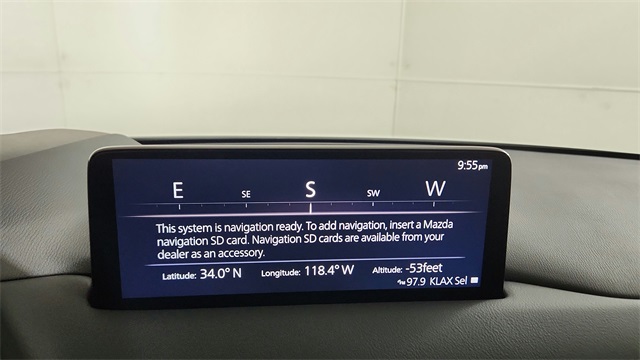 9:55pm
E SE S SW W
This system is navigation ready. To add navigation, insert a Mazda
navigation SD card. Navigation SD cards are available from your
dealer as an accessory.
Latitude: 34.0° N Longitude: 118.4° W Altitude: -53feet
97.9 KLAX Sel